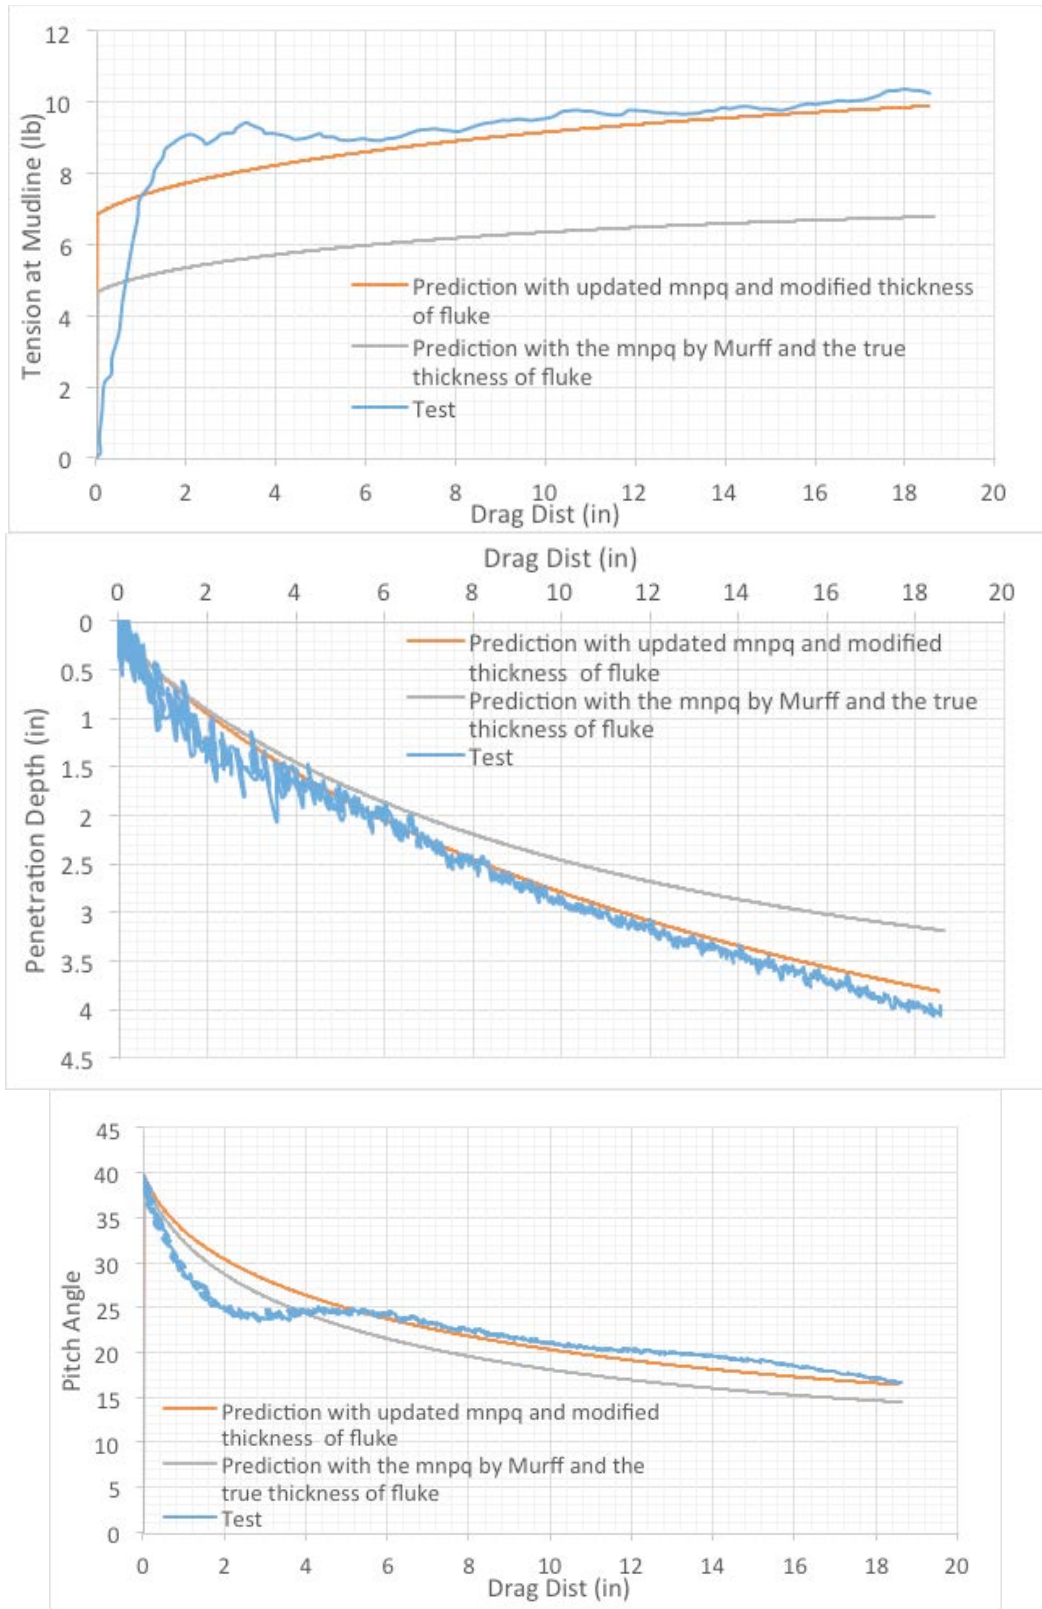 12
10
8
6
4
2
0
Tension at Mudline (lb)
Prediction with updated mnpq and modified thickness
of fluke
Prediction with the mnpq by Murff and the true
thickness of fluke
Test
0 2 4 6 8 10 12 14 16 18 20
Drag Dist (in)
Drag Dist (in)
0 2 4 6 8 10 12 14 16 18 20
0
0.5
1
1.5
2
2.5
3
3.5
4
4.5
Penetration Depth (in)
Prediction with updated mnpq and modified
thickness of fluke
Prediction with the mnpq by Murff and the true
thickness of fluke
Test
45
40
35
30
25
20
15
10
5
0
Pitch Angle
Prediction with updated mnpq and modified
thickness of fluke
Prediction with the mnpq by Murff and the
true thickness of fluke
Test
0 2 4 6 8 10 12 14 16 18 20
Drag Dist (in)